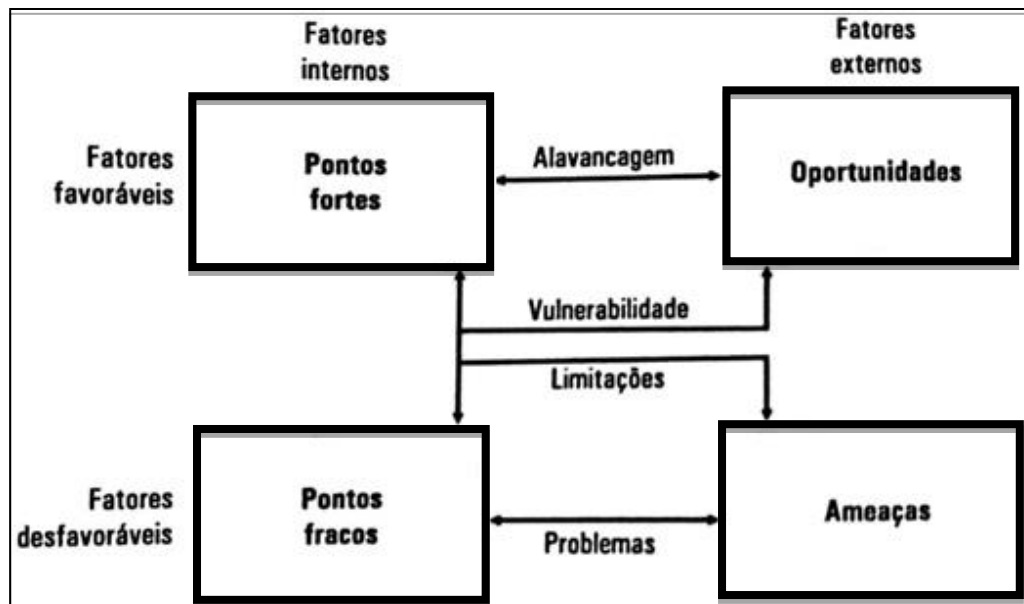 Fatores
internos
Fatores
externos
Fatores
favoráveis
Pontos
fortes
Alavancagem
Oportunidades
Vulnerabilidade
Limitações
Fatores
desfavoráveis
Pontos
fracos
Problemas
Ameaças